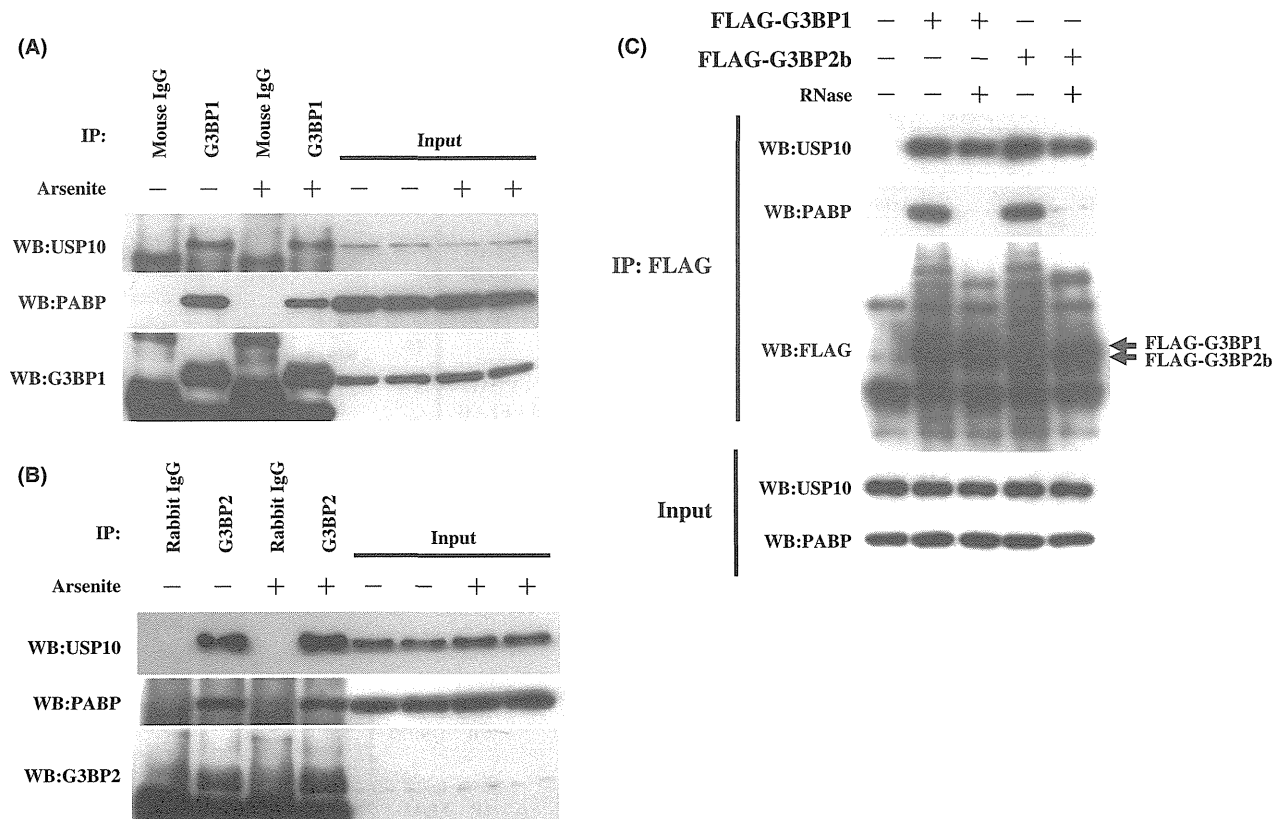 (A)
IP:
Mouse IgG
G3BP1
Mouse IgG
G3BP1
Input
Arsenite − + − +
WB:USP10
WB:PABP
WB:G3BP1
(B)
IP:
Rabbit IgG
G3BP2
Rabbit IgG
G3BP2
Input
Arsenite − − + + − − + +
WB:USP10
WB:PABP
WB:G3BP2
(C)
FLAG-G3BP1 − + + − −
FLAG-G3BP2b − − − + +
RNase − − + − +
IP: FLAG
WB:USP10
WB:PABP
WB:FLAG
FLAG-G3BP1
FLAG-G3BP2b
Input
WB:USP10
WB:PABP